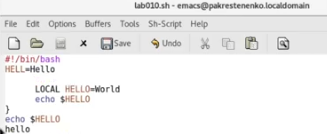 lab010.sh - emacs@pakrestenenko.localdomain
File Edit Options Buffers Tools Sh-Script Help
Save Undo
#!/bin/bash
HELL=Hello
LOCAL HELLO=World
echo $HELLO
}
echo $HELLO
hello